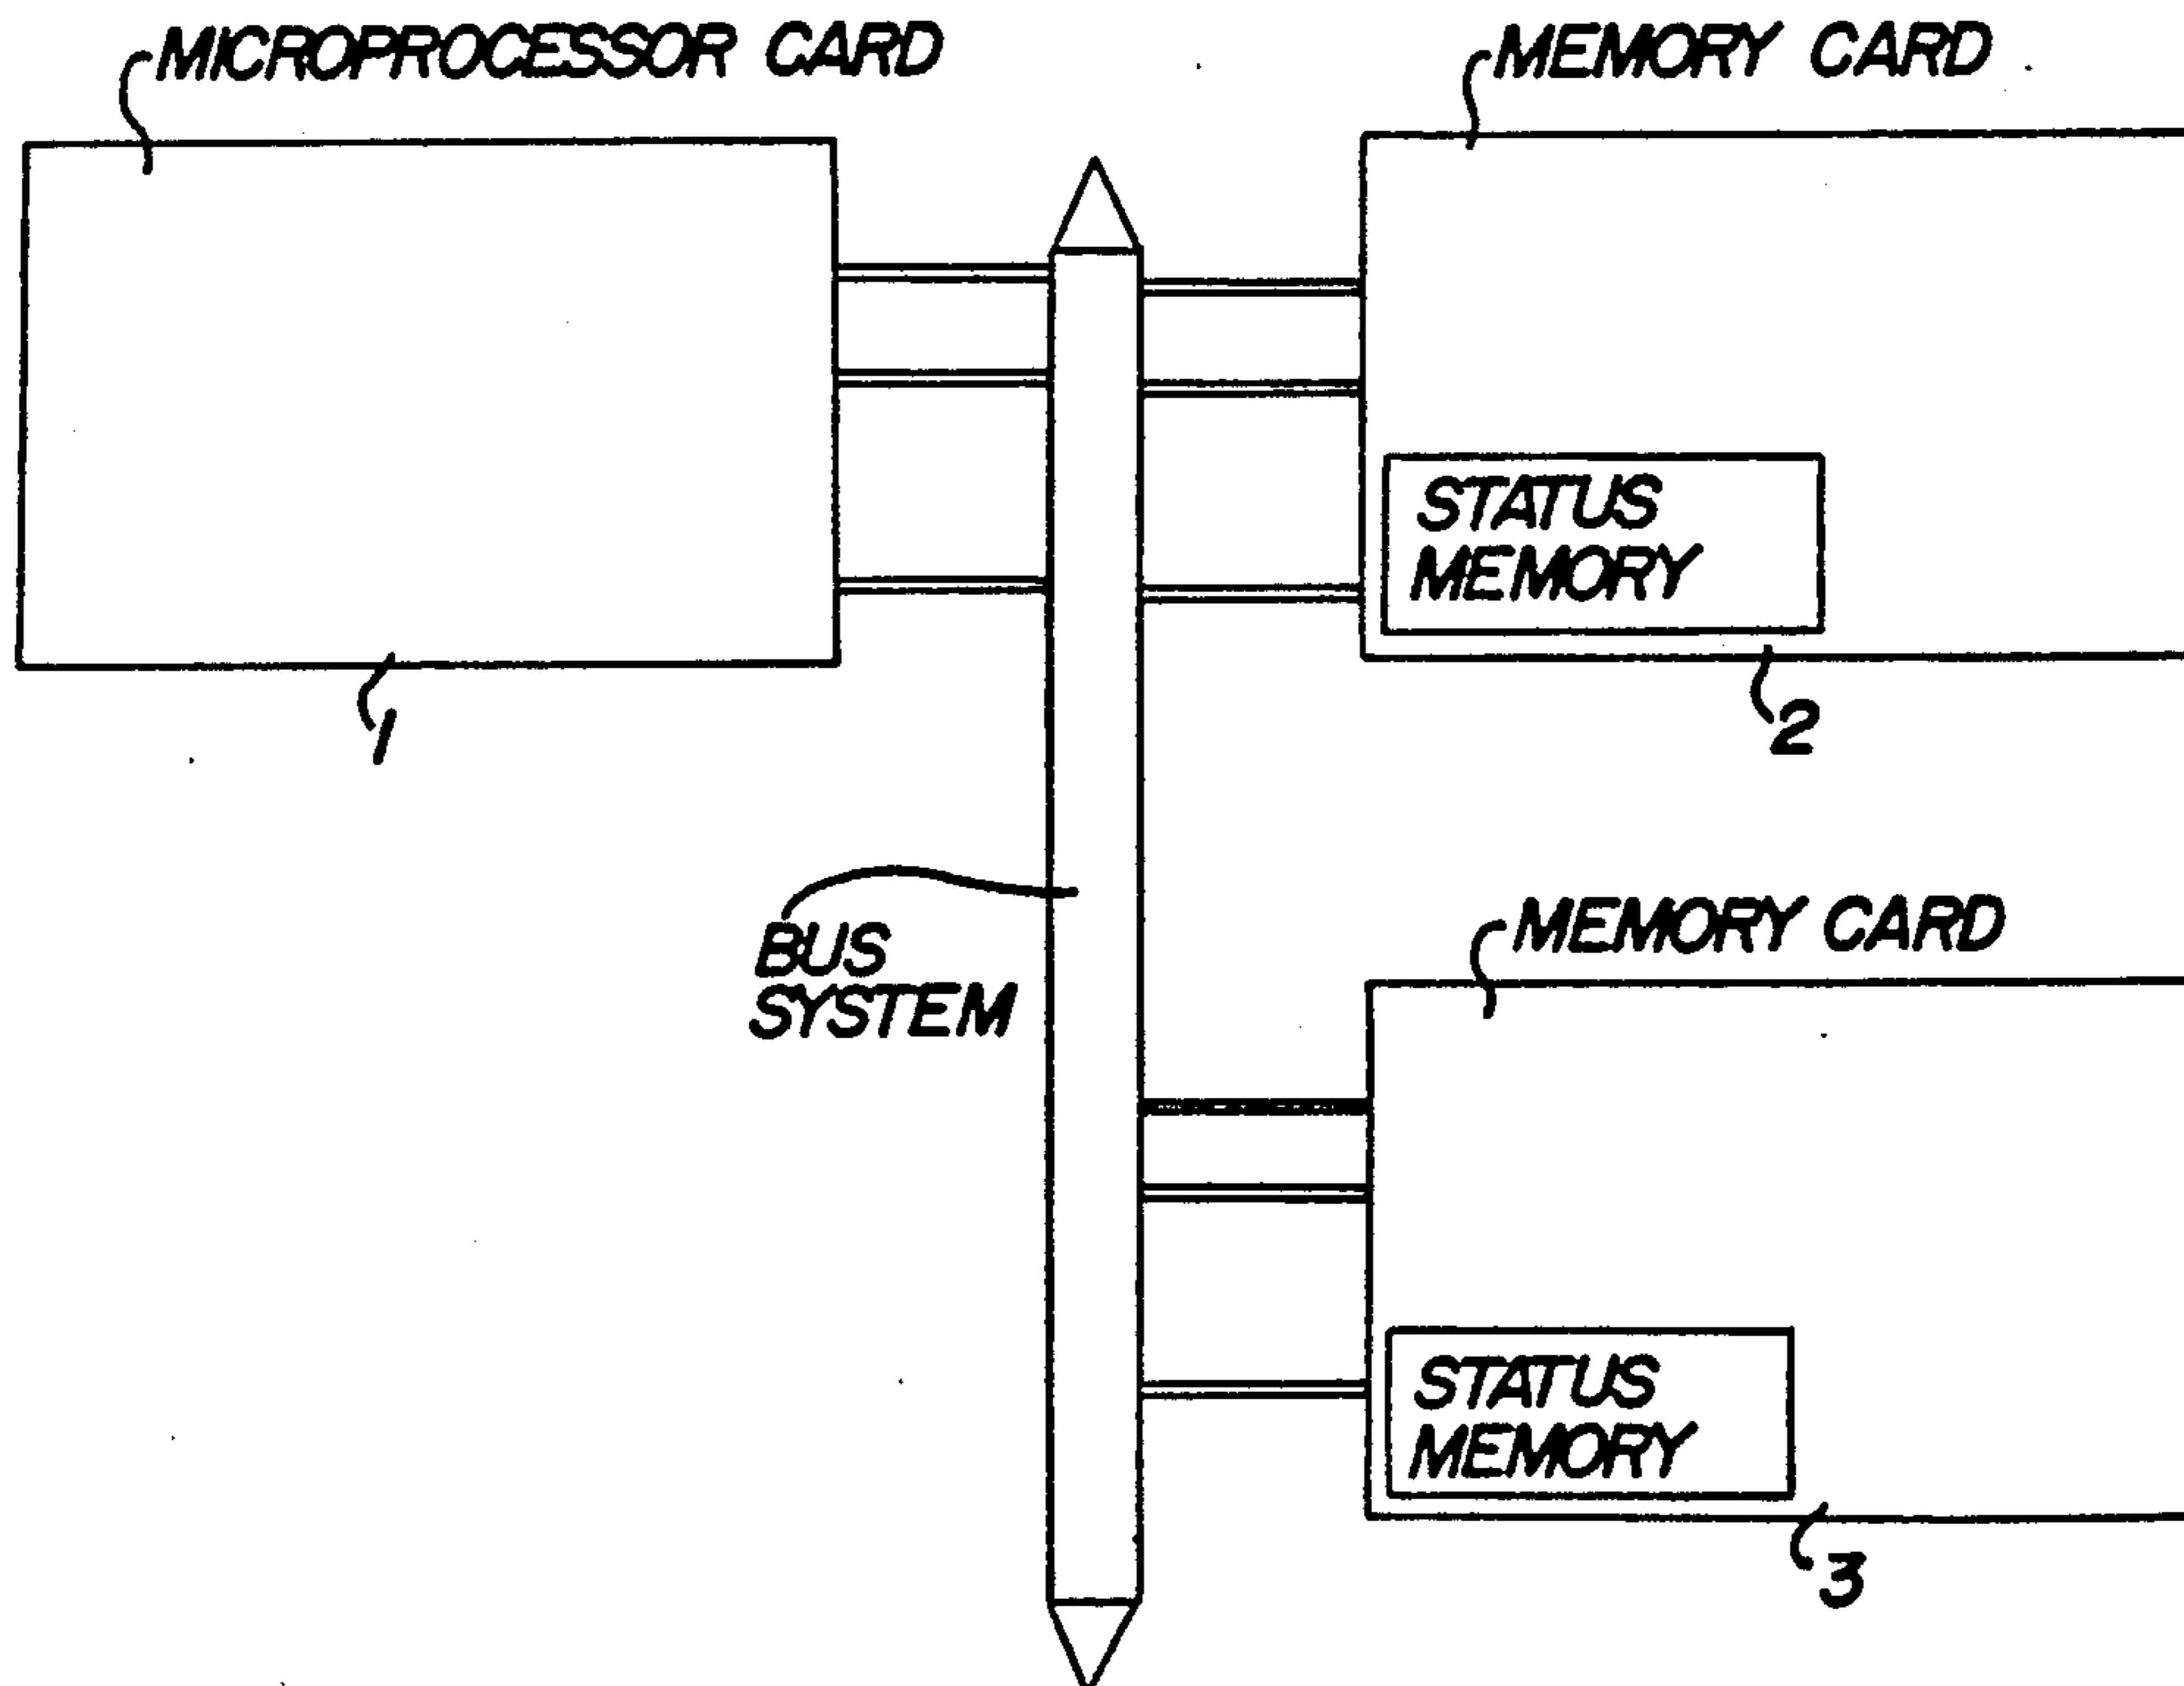 MICROPROCESSOR CARD
MEMORY CARD
STATUS
MEMORY
1
2
BUS
SYSTEM
MEMORY CARD
STATUS
MEMORY
3